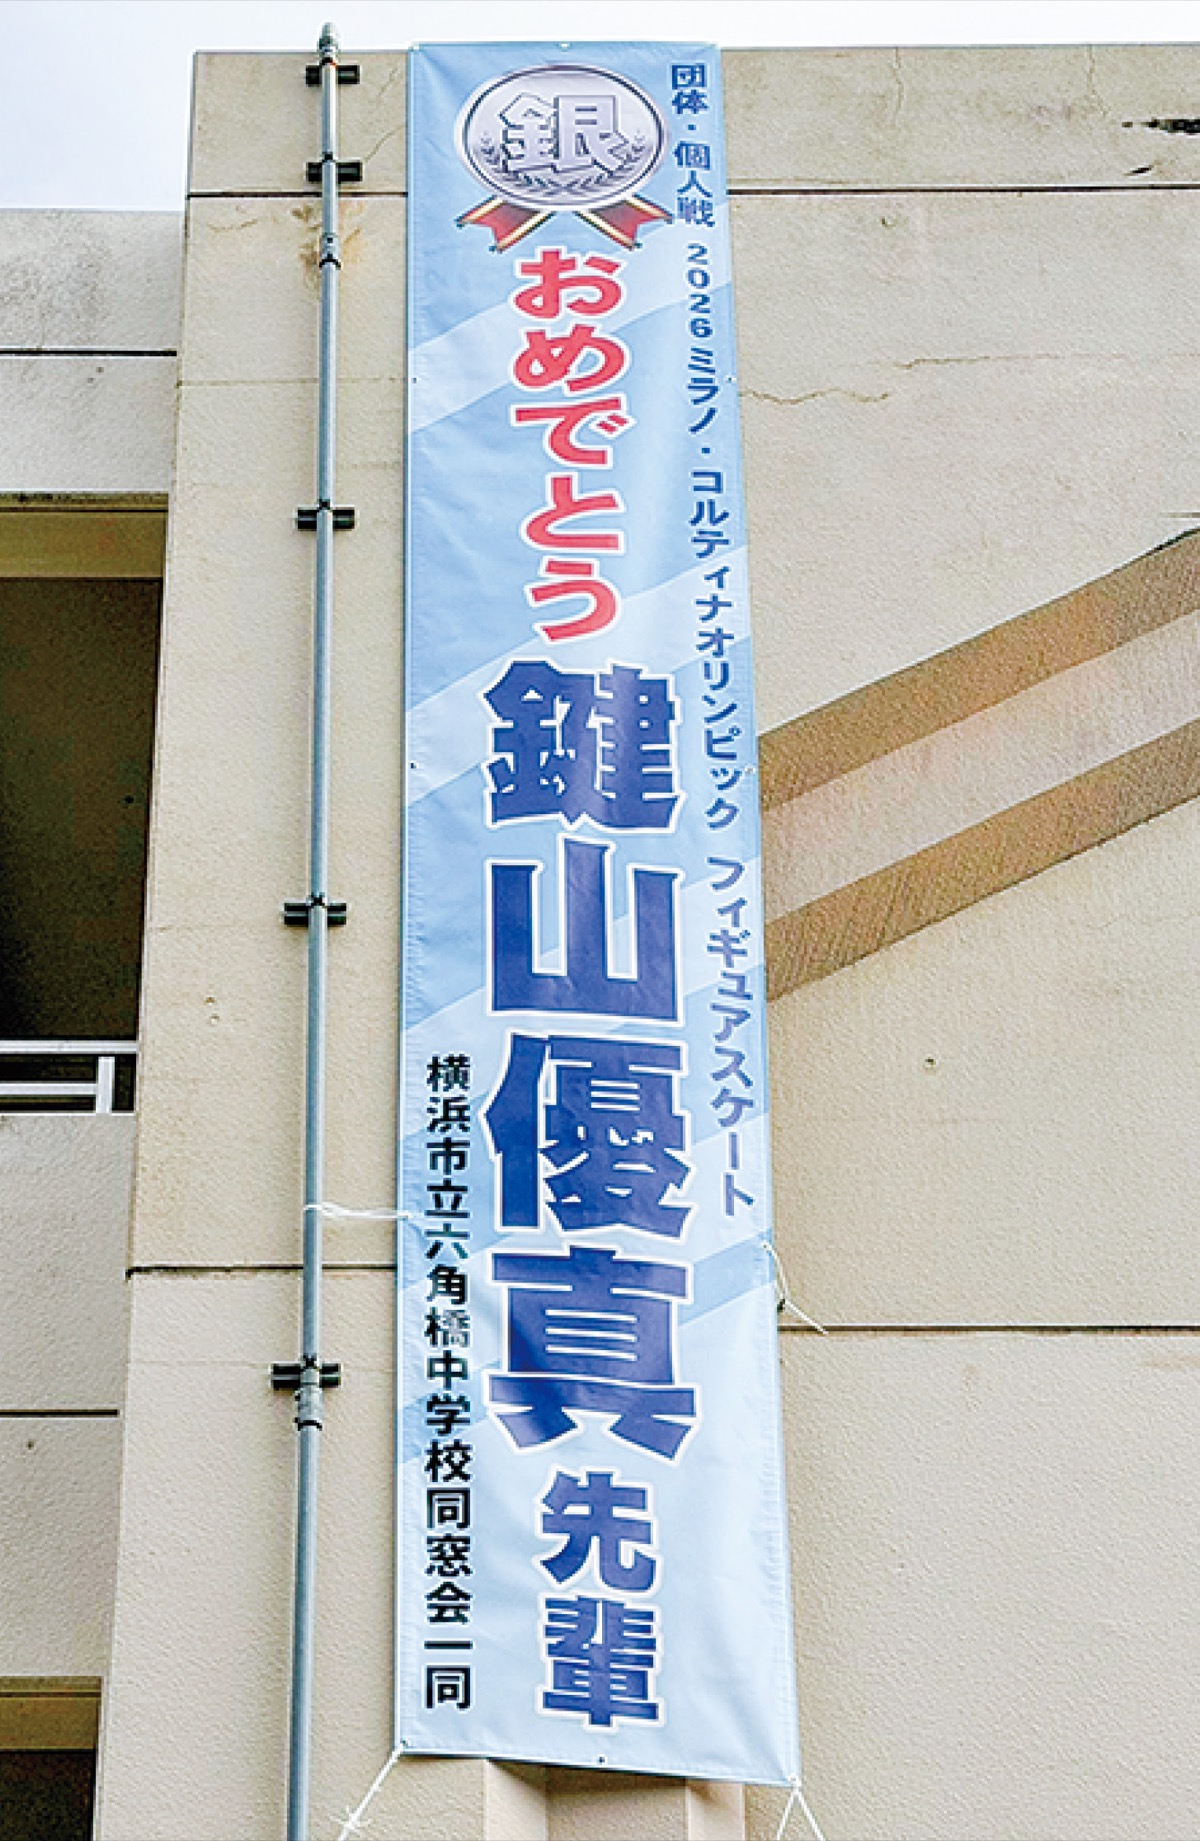 団体・個人戦 2026ミラノ・コルティナオリンピック フィギュアスケート
銀
おめでとう 鍵山優真 先輩
横浜市立六角橋中学校同窓会一同